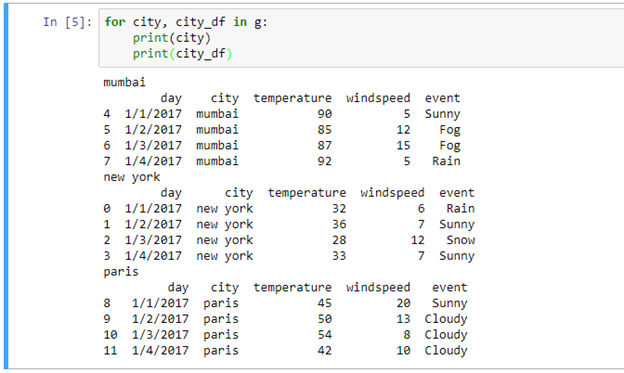 In [5]: for city, city_df in g:
print(city)
print(city_df)
mumbai
day city temperature windspeed event
4 1/1/2017 mumbai 90 5 Sunny
5 1/2/2017 mumbai 85 12 Fog
6 1/3/2017 mumbai 87 15 Fog
7 1/4/2017 mumbai 92 5 Rain
new york
day city temperature windspeed event
0 1/1/2017 new york 32 6 Rain
1 1/2/2017 new york 36 7 Sunny
2 1/3/2017 new york 28 12 Snow
3 1/4/2017 new york 33 7 Sunny
paris
day city temperature windspeed event
8 1/1/2017 paris 45 20 Sunny
9 1/2/2017 paris 50 13 Cloudy
10 1/3/2017 paris 54 8 Cloudy
11 1/4/2017 paris 42 10 Cloudy